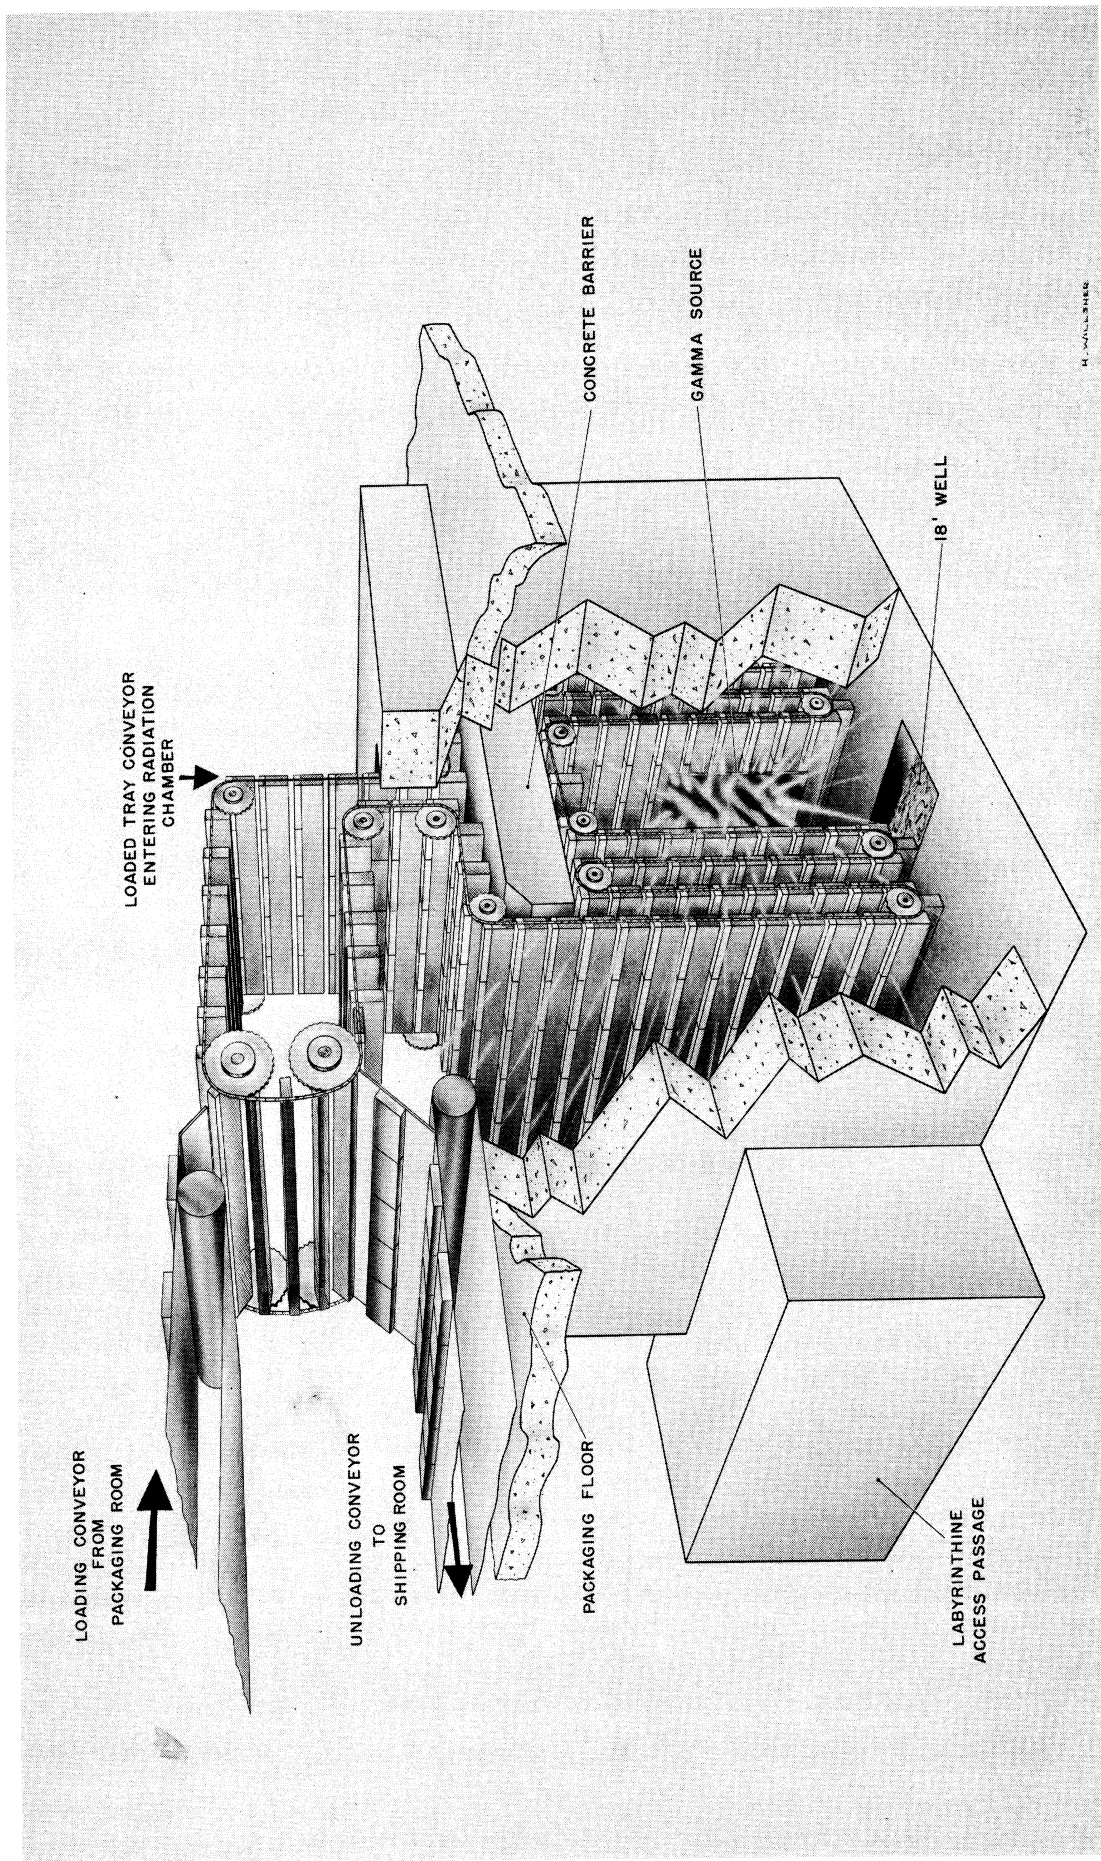 LOADING CONVEYOR
FROM
PACKAGING ROOM
LOADED TRAY CONVEYOR
ENTERING RADIATION
CHAMBER
UNLOADING CONVEYOR
TO
SHIPPING ROOM
CONCRETE BARRIER
PACKAGING FLOOR
GAMMA SOURCE
18' WELL
LABYRINTHINE
ACCESS PASSAGE
H. WILLSHER